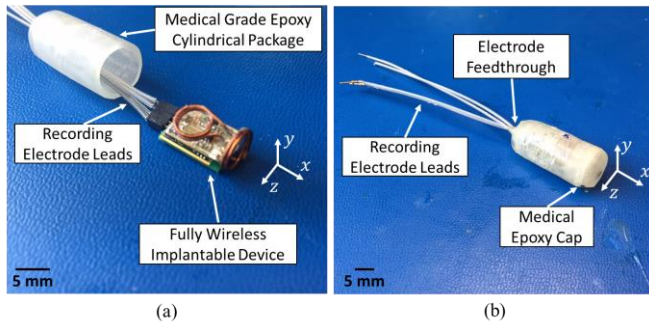 Medical Grade Epoxy
Cylindrical Package
Recording
Electrode Leads
y
x
z
Fully Wireless
Implantable Device
5 mm
(a)
Electrode
Feedthrough
Recording
Electrode Leads
y
x
z
Medical
Epoxy Cap
5 mm
(b)